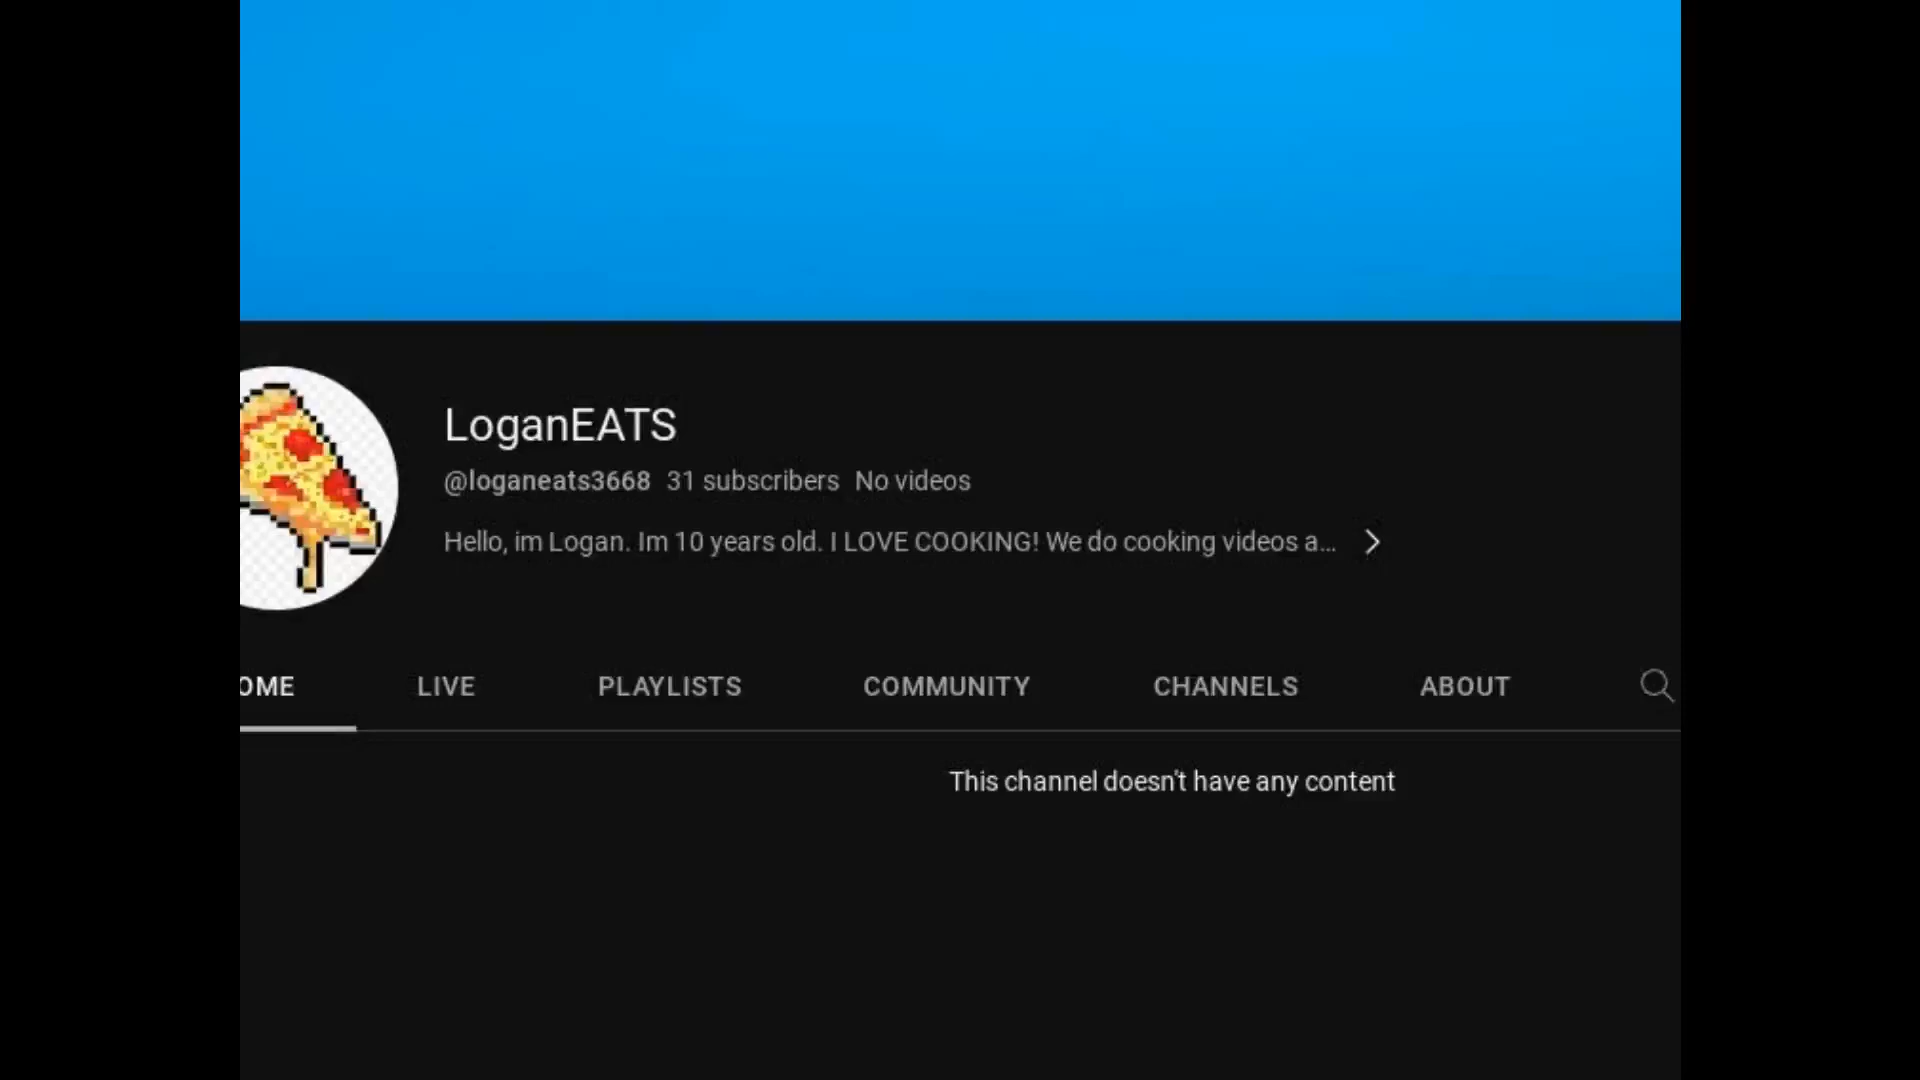 LoganEATS
@loganeats3668 31 subscribers No videos
Hello, im Logan. Im 10 years old. I LOVE COOKING! We do cooking videos a...
OME LIVE PLAYLISTS COMMUNITY CHANNELS ABOUT
This channel doesn't have any content